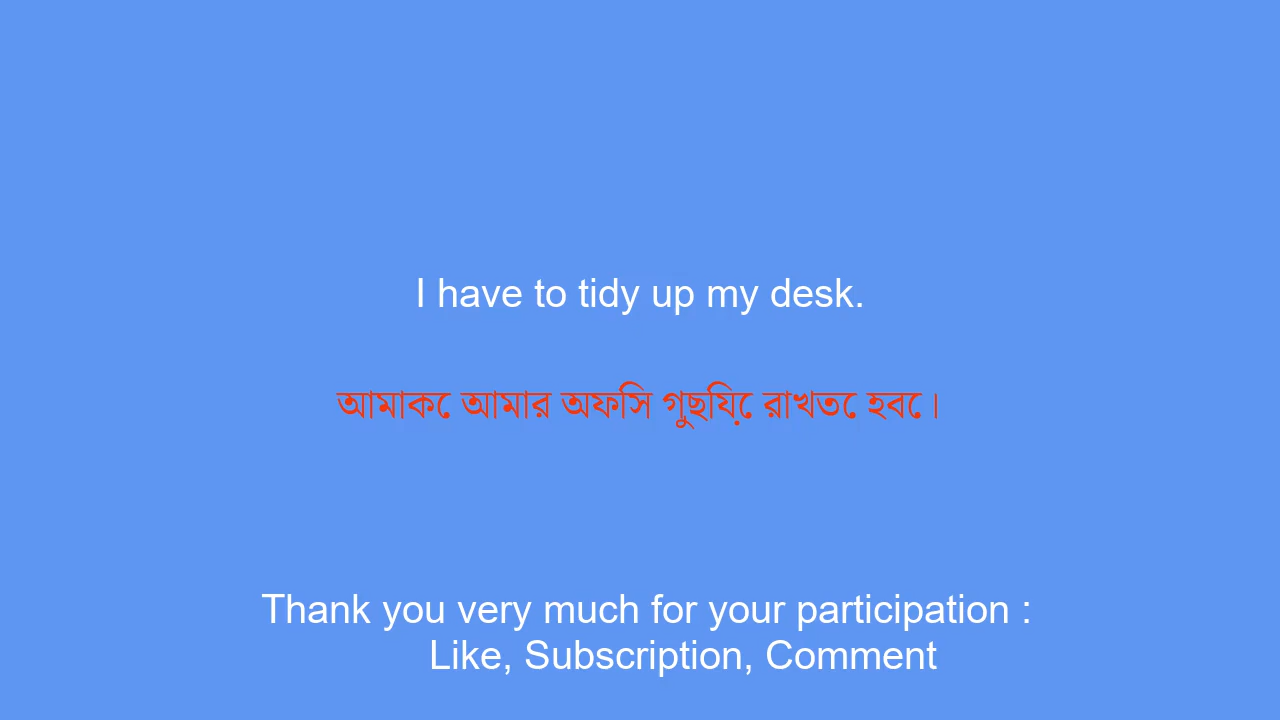 I have to tidy up my desk.
আমাকে আমার অফিস গুছিয়ে রাখতে হবে।
Thank you very much for your participation :
Like, Subscription, Comment